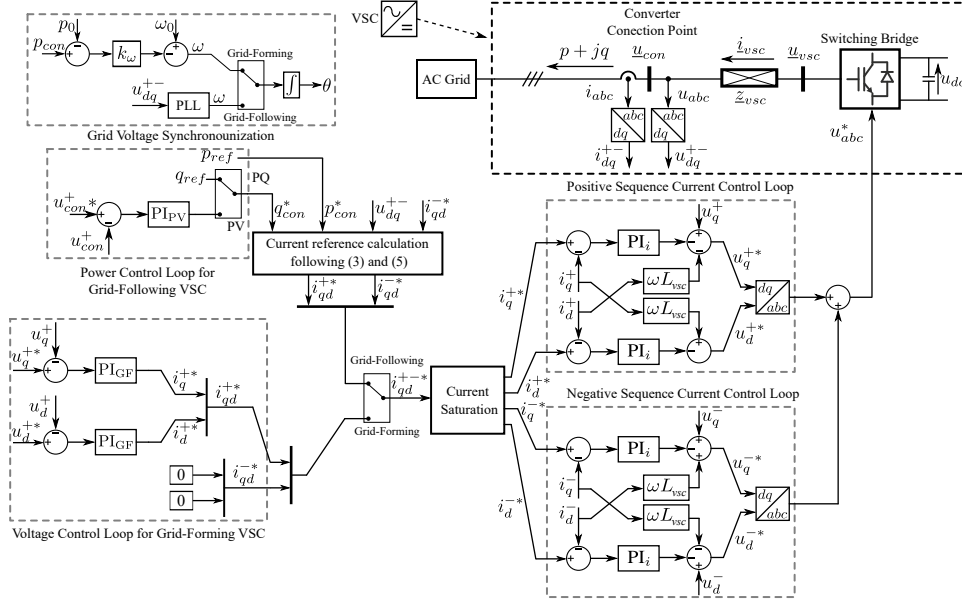 p_0
ω_0
p_con
k_ω
ω
Grid-Forming
∫
θ
u_dq^{+-}
PLL
ω
Grid-Following
Grid Voltage Synchronounization
VSC
Converter
Conection Point
p + jq
u_con
i_vsc
u_vsc
Switching Bridge
AC Grid
i_abc
u_abc
z_vsc
u_dc
abc
dq
abc
dq
u_abc^*
i_dq^{+-}
u_dq^{+-}
p_ref
q_ref
PQ
u_con^{+}*
PI_PV
PV
u_con^+
q_con^*
p_con^*
u_dq^{+-}
i_qd^{-*}
Power Control Loop for
Grid-Following VSC
Current reference calculation
following (3) and (5)
i_qd^{+*}
i_qd^{-*}
Positive Sequence Current Control Loop
u_q^+
PI_i
u_q^{+*}
i_q^{+*}
i_q^+
ωL_vsc
i_d^+
ωL_vsc
dq
abc
PI_i
u_d^{+*}
i_d^{+*}
u_q^+
u_q^{+*}
PI_GF
i_q^{+*}
i_qd^{+*}
u_d^+
u_d^{+*}
PI_GF
i_d^{+*}
0
0
i_qd^{-*}
Voltage Control Loop for Grid-Forming VSC
Grid-Following
i_qd^{+-*}
Grid-Forming
Current
Saturation
Negative Sequence Current Control Loop
i_q^{-*}
u_q^-
PI_i
u_q^{-*}
i_q^-
ωL_vsc
i_d^-
ωL_vsc
dq
abc
i_d^{-*}
PI_i
u_d^{-*}
u_d^-